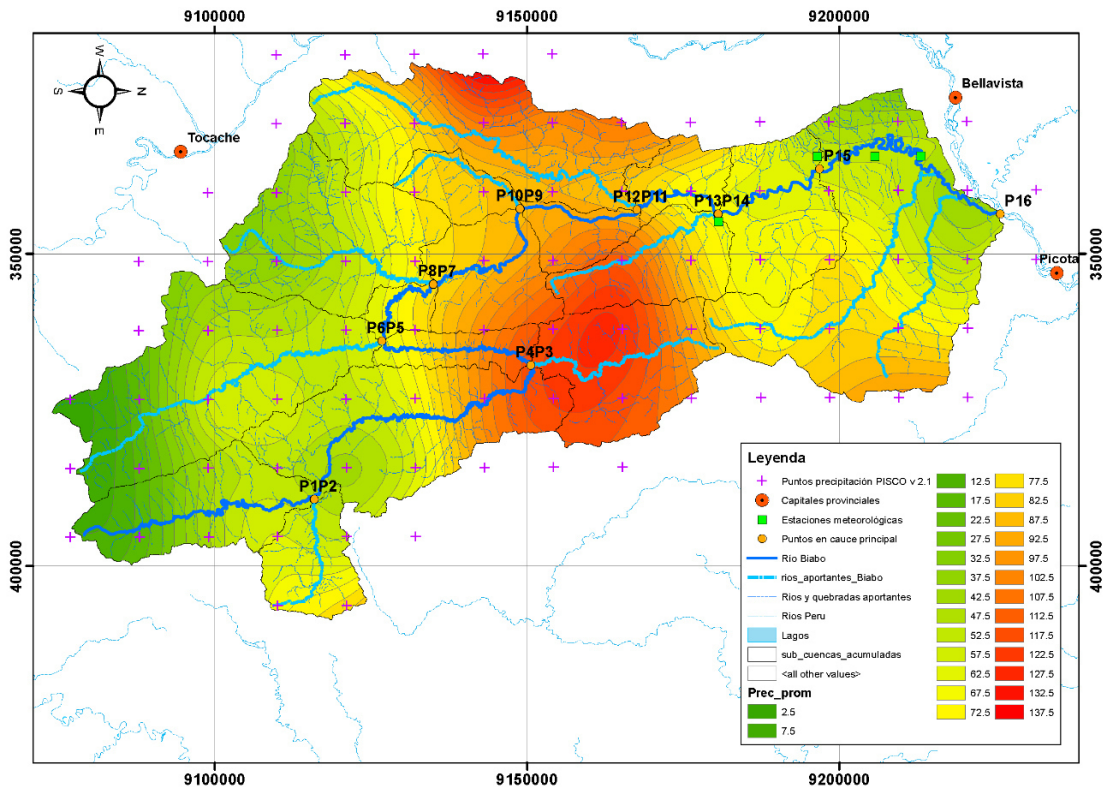 9100000
9150000
9200000
W
S
N
E
Tocache
Bellavista
P15
P10P9
P12P11
P13P14
P16
350000
350000
Picota
P8P7
P6P5
P4P3
P1P2
400000
400000
Leyenda
Puntos precipitación PISCO v 2.1
Capitales provinciales
Estaciones meteorológicas
Puntos en cauce principal
Río Biabo
rios_aportantes_Biabo
Rios y quebradas aportantes
Rios Peru
Lagos
sub_cuencas_acumuladas
<all other values>
Prec_prom
2.5
7.5
12.5
17.5
22.5
27.5
32.5
37.5
42.5
47.5
52.5
57.5
62.5
67.5
72.5
77.5
82.5
87.5
92.5
97.5
102.5
107.5
112.5
117.5
122.5
127.5
132.5
137.5
9100000
9150000
9200000